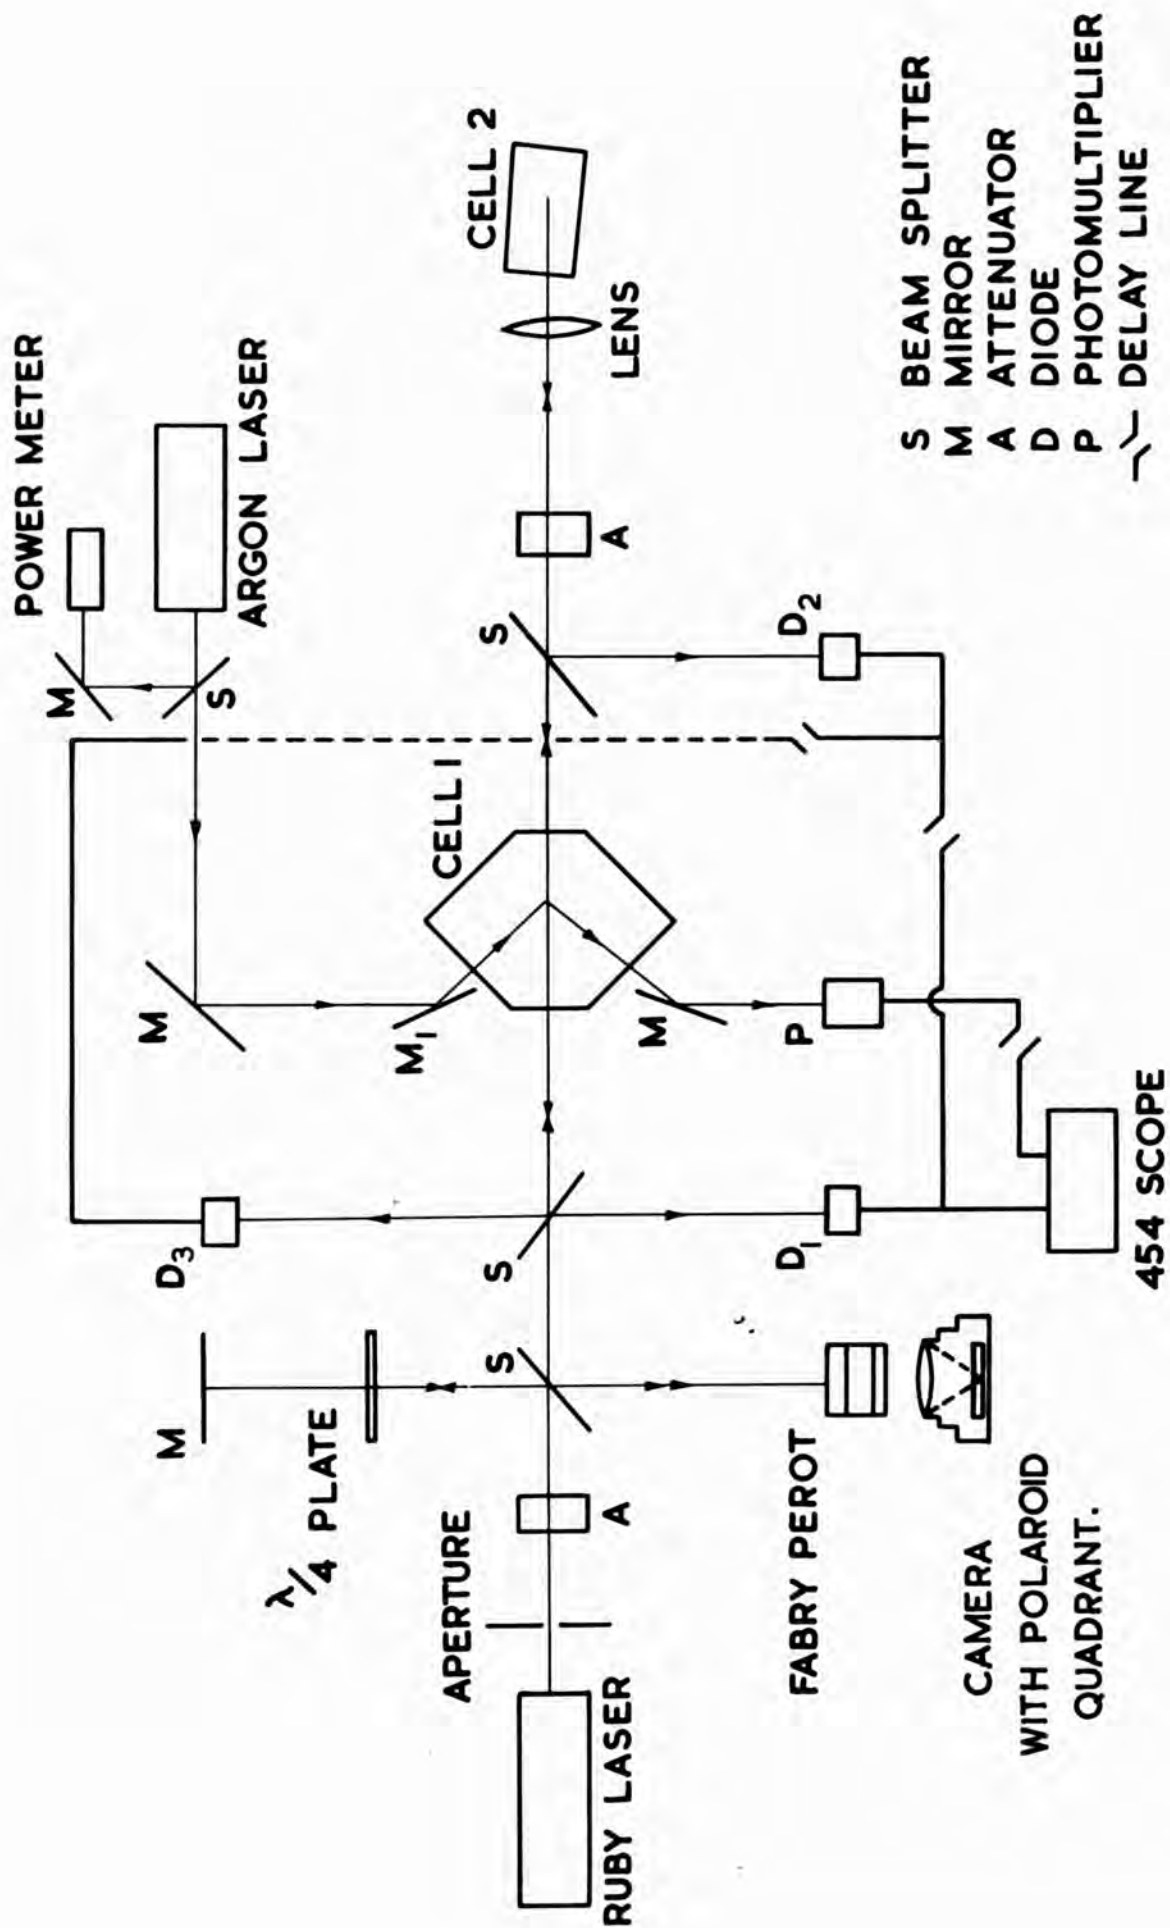 POWER METER
M
S
ARGON LASER
M
CELL 2
LENS
A
S
D2
CELL 1
M1
M
P
D3
S
D1
454 SCOPE
M
λ/4 PLATE
S
APERTURE
A
RUBY LASER
FABRY PEROT
CAMERA
WITH POLAROID
QUADRANT.
S BEAM SPLITTER
M MIRROR
A ATTENUATOR
D DIODE
P PHOTOMULTIPLIER
DELAY LINE